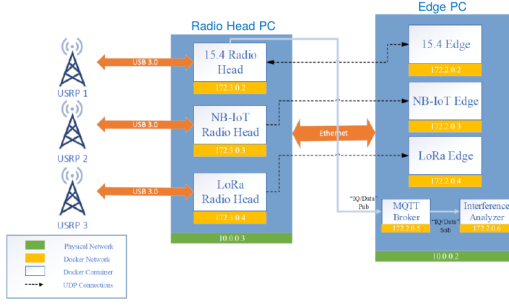 Radio Head PC
Edge PC
USRP 1
USB 3.0
15.4 Radio
Head
172.3.0.2
15.4 Edge
172.2.0.2
USRP 2
USB 3.0
NB-IoT
Radio Head
172.3.0.3
Ethernet
NB-IoT Edge
172.2.0.3
USRP 3
USB 3.0
LoRa
Radio Head
172.3.0.4
LoRa Edge
172.2.0.4
"IQ/Data"
Pub
MQTT
Broker
172.2.0.5
"IQ/Data"
Sub
Interference
Analyzer
172.2.0.6
10.0.0.3
10.0.0.2
Physical Network
Docker Network
Docker Container
UDP Connections